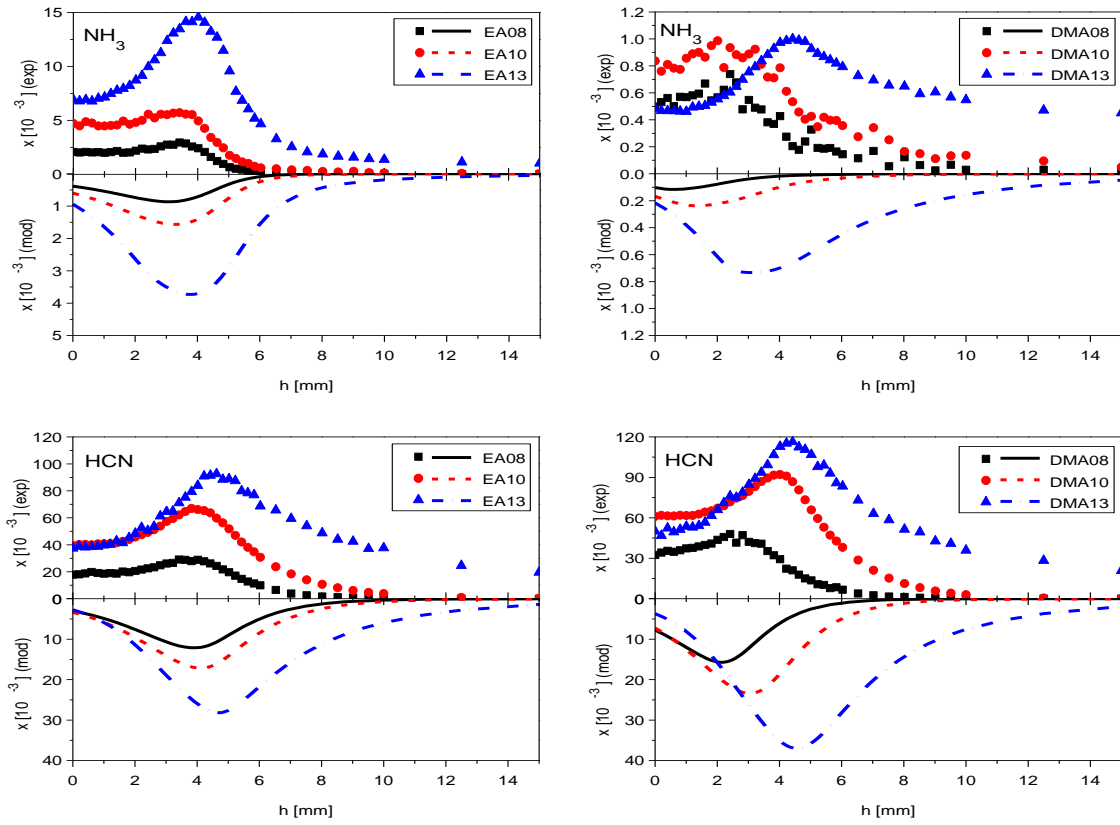 NH3
EA08
EA10
EA13
x [10 -3] (exp)
15
10
5
0
x [10 -3] (mod)
1
2
3
4
5
0 2 4 6 8 10 12 14
h [mm]
NH3
DMA08
DMA10
DMA13
x [10 -3] (exp)
1.2
1.0
0.8
0.6
0.4
0.2
0.0
x [10 -3] (mod)
0.2
0.4
0.6
0.8
1.0
1.2
0 2 4 6 8 10 12 14
h [mm]
HCN
EA08
EA10
EA13
x [10 -3] (exp)
120
100
80
60
40
20
0
x [10 -3] (mod)
10
20
30
40
0 2 4 6 8 10 12 14
h [mm]
HCN
DMA08
DMA10
DMA13
x [10 -3] (exp)
120
90
60
30
0
x [10 -3] (mod)
10
20
30
40
0 2 4 6 8 10 12 14
h [mm]